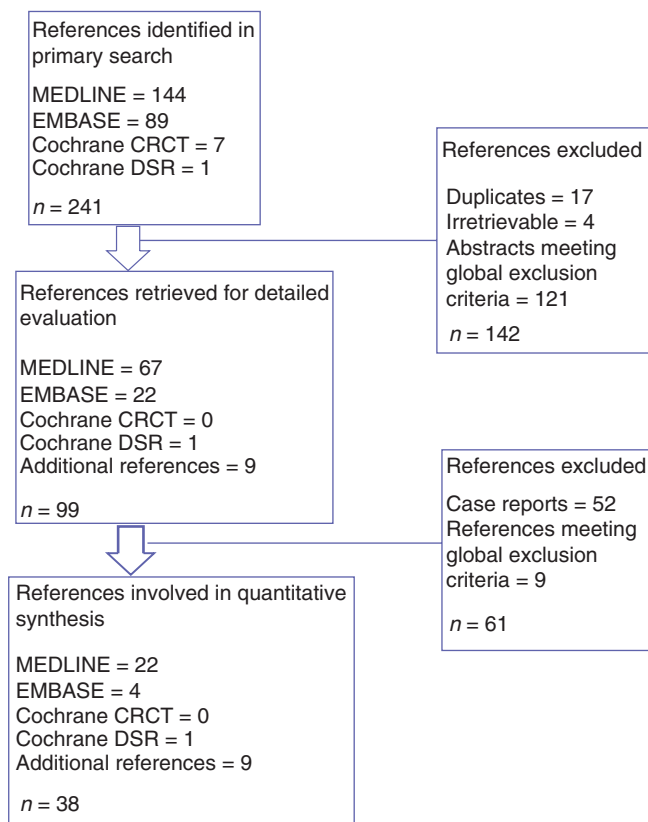 References identified in
primary search
MEDLINE = 144
EMBASE = 89
Cochrane CRCT = 7
Cochrane DSR = 1
n = 241
References excluded
Duplicates = 17
Irretrievable = 4
Abstracts meeting
global exclusion
criteria = 121
n = 142
References retrieved for detailed
evaluation
MEDLINE = 67
EMBASE = 22
Cochrane CRCT = 0
Cochrane DSR = 1
Additional references = 9
n = 99
References excluded
Case reports = 52
References meeting
global exclusion
criteria = 9
n = 61
References involved in quantitative
synthesis
MEDLINE = 22
EMBASE = 4
Cochrane CRCT = 0
Cochrane DSR = 1
Additional references = 9
n = 38